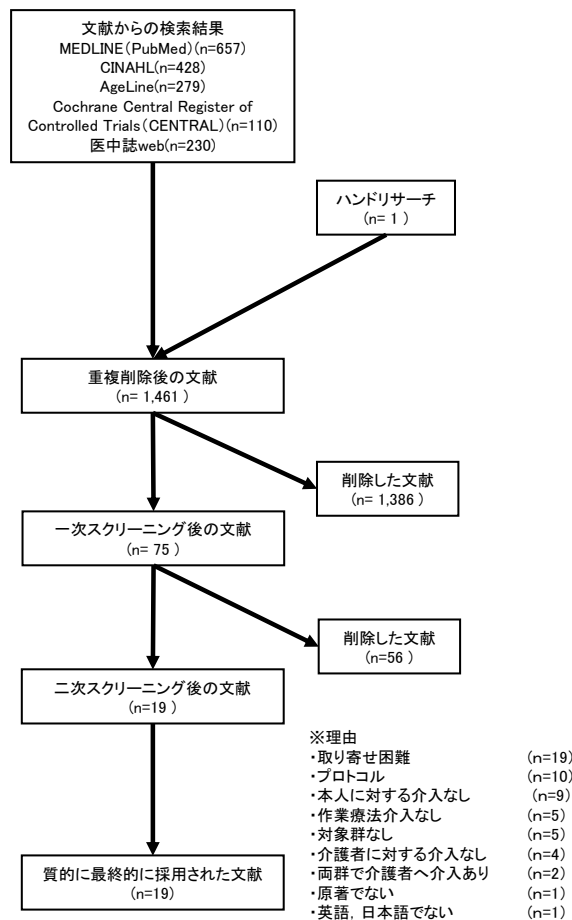 文献からの検索結果
MEDLINE(PubMed)(n=657)
CINAHL(n=428)
AgeLine(n=279)
Cochrane Central Register of
Controlled Trials(CENTRAL)(n=110)
医中誌web(n=230)
ハンドリサーチ
(n= 1 )
重複削除後の文献
(n= 1,461 )
削除した文献
(n= 1,386 )
一次スクリーニング後の文献
(n= 75 )
削除した文献
(n=56 )
二次スクリーニング後の文献
(n=19 )
※理由
・取り寄せ困難 (n=19)
・プロトコル (n=10)
・本人に対する介入なし (n=9)
・作業療法介入なし (n=5)
・対象群なし (n=5)
・介護者に対する介入なし (n=4)
・両群で介護者へ介入あり (n=2)
・原著でない (n=1)
・英語, 日本語でない (n=1)
質的に最終的に採用された文献
(n=19)